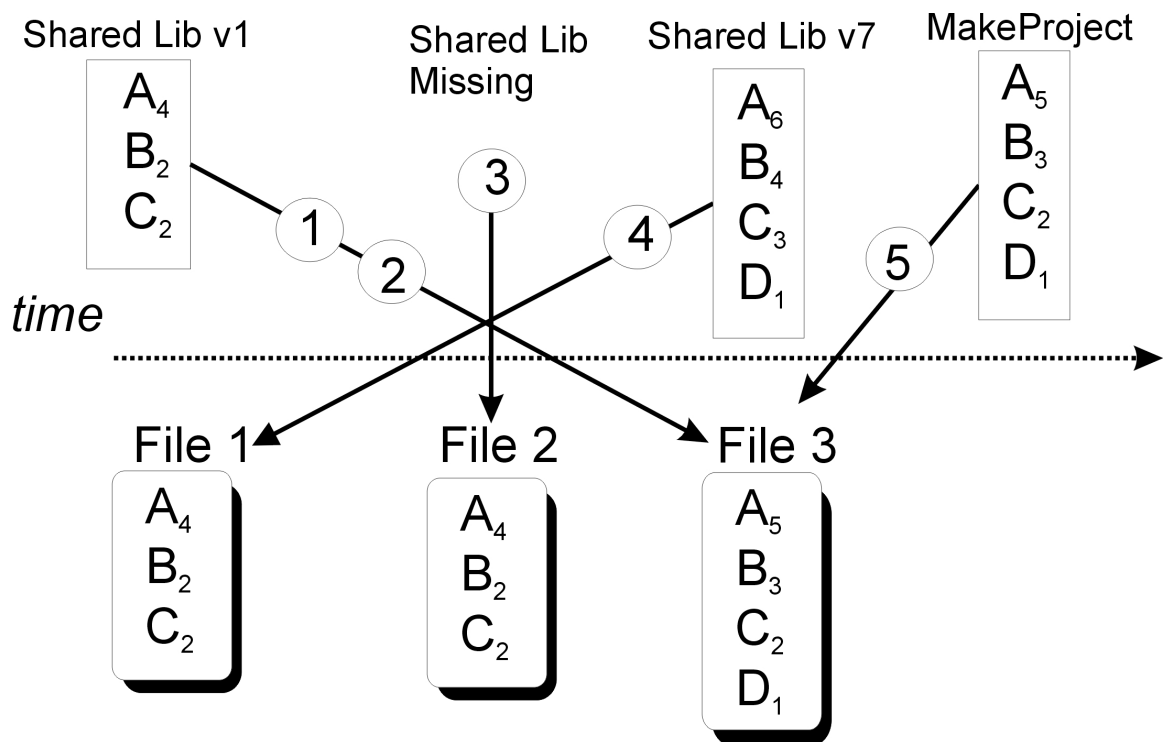 Shared Lib v1
A4
B2
C2
Shared Lib
Missing
Shared Lib v7
A6
B4
C3
D1
MakeProject
A5
B3
C2
D1
1
2
3
4
5
time
File 1
A4
B2
C2
File 2
A4
B2
C2
File 3
A5
B3
C2
D1